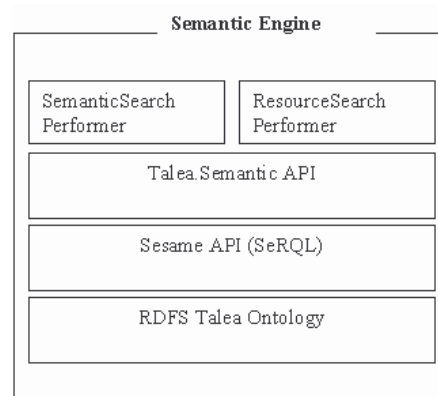 Semantic Engine
SemanticSearch
Performer
ResourceSearch
Performer
Talea.Semantic API
Sesame API (SeRQL)
RDFS Talea Ontology